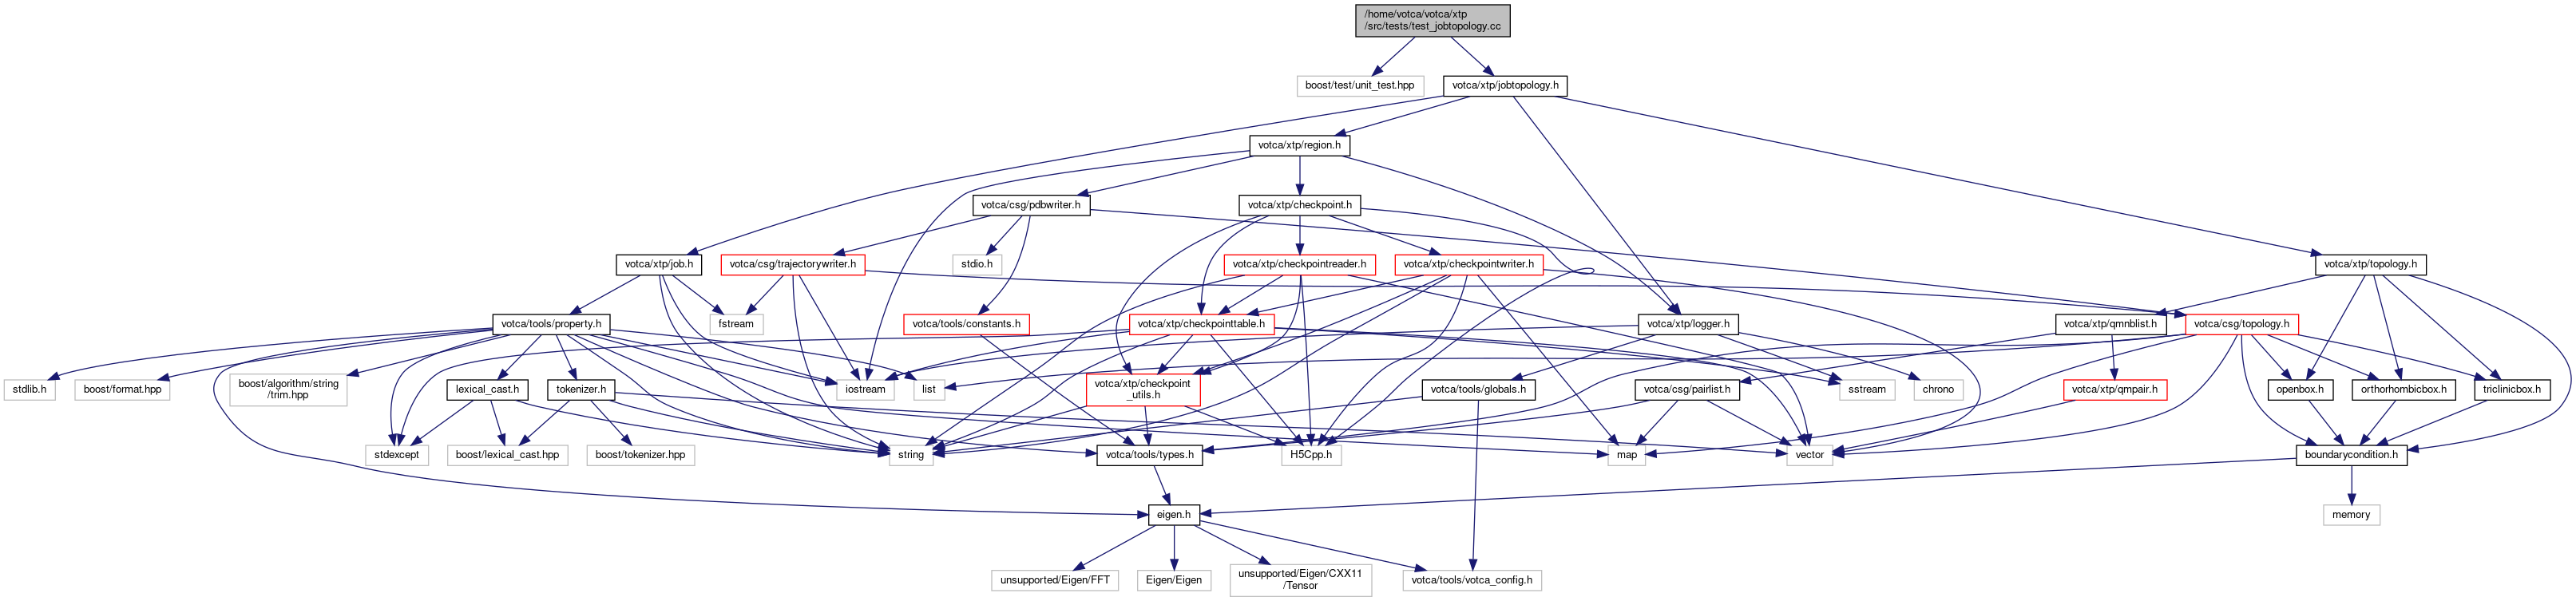 /home/votca/votca/xtp
/src/tests/test_jobtopology.cc
boost/test/unit_test.hpp
votca/xtp/jobtopology.h
votca/xtp/region.h
votca/csg/pdbwriter.h
votca/xtp/checkpoint.h
votca/xtp/job.h
votca/csg/trajectorywriter.h
stdio.h
votca/xtp/checkpointreader.h
votca/xtp/checkpointwriter.h
votca/xtp/topology.h
votca/tools/property.h
fstream
votca/tools/constants.h
votca/xtp/checkpointtable.h
votca/xtp/logger.h
votca/xtp/qmnblist.h
votca/csg/topology.h
stdlib.h
boost/format.hpp
boost/algorithm/string
/trim.hpp
lexical_cast.h
tokenizer.h
iostream
list
votca/xtp/checkpoint
_utils.h
votca/tools/globals.h
sstream
chrono
votca/csg/pairlist.h
votca/xtp/qmpair.h
openbox.h
orthorhombicbox.h
triclinicbox.h
stdexcept
boost/lexical_cast.hpp
boost/tokenizer.hpp
string
votca/tools/types.h
H5Cpp.h
map
vector
boundarycondition.h
eigen.h
memory
unsupported/Eigen/FFT
Eigen/Eigen
unsupported/Eigen/CXX11
/Tensor
votca/tools/votca_config.h